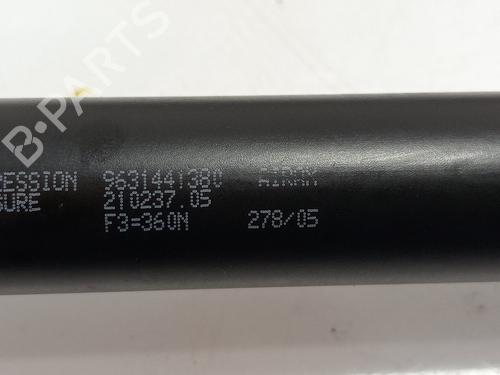 B-PARTS
RESSION 9631441380 AIRAX
SURE 210237.05
F3=360N 278/05